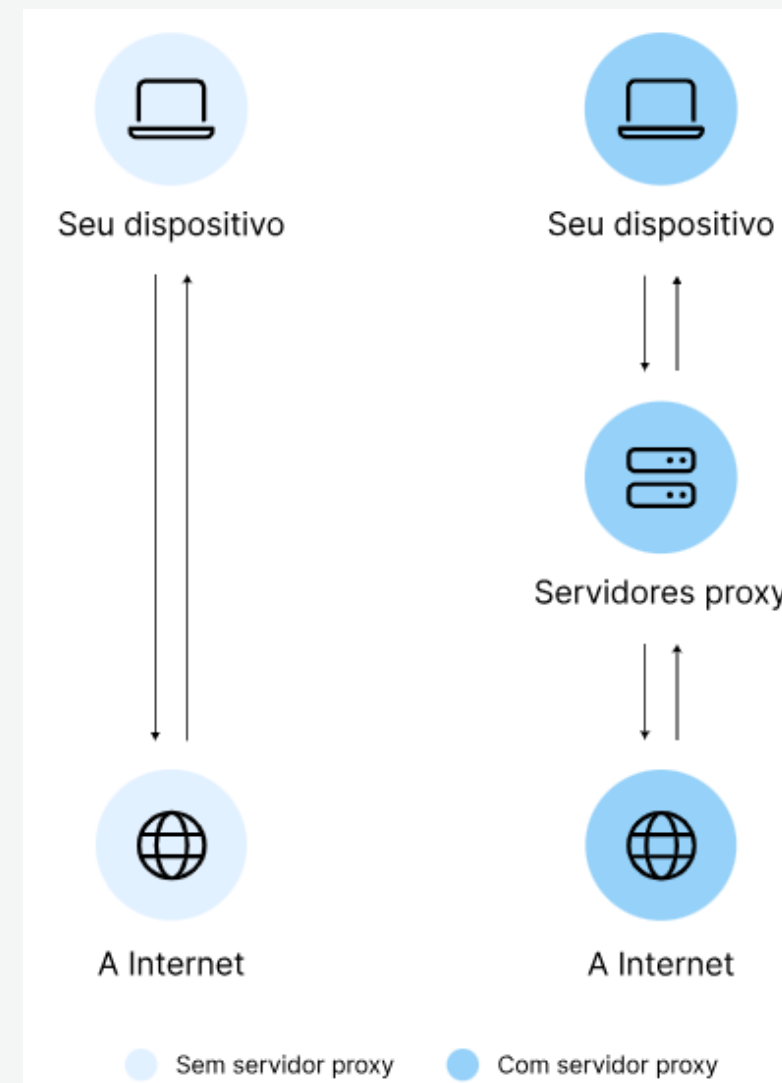 Seu dispositivo
Seu dispositivo
Servidores proxy
A Internet
A Internet
Sem servidor proxy
Com servidor proxy